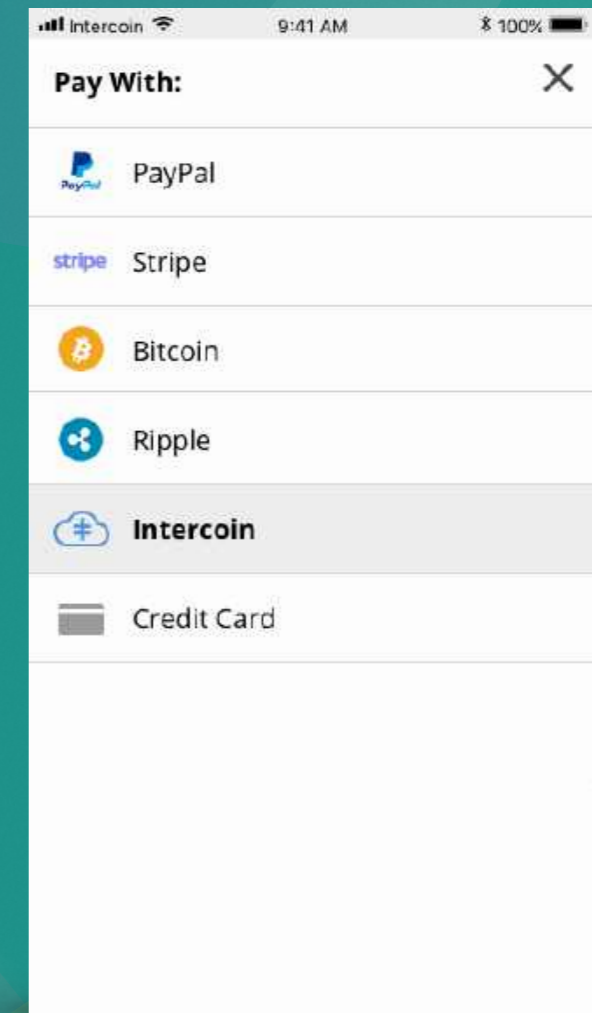 Intercoin 9:41 AM 100%
Pay With:
PayPal PayPal
stripe Stripe
Bitcoin
Ripple
Intercoin
Credit Card